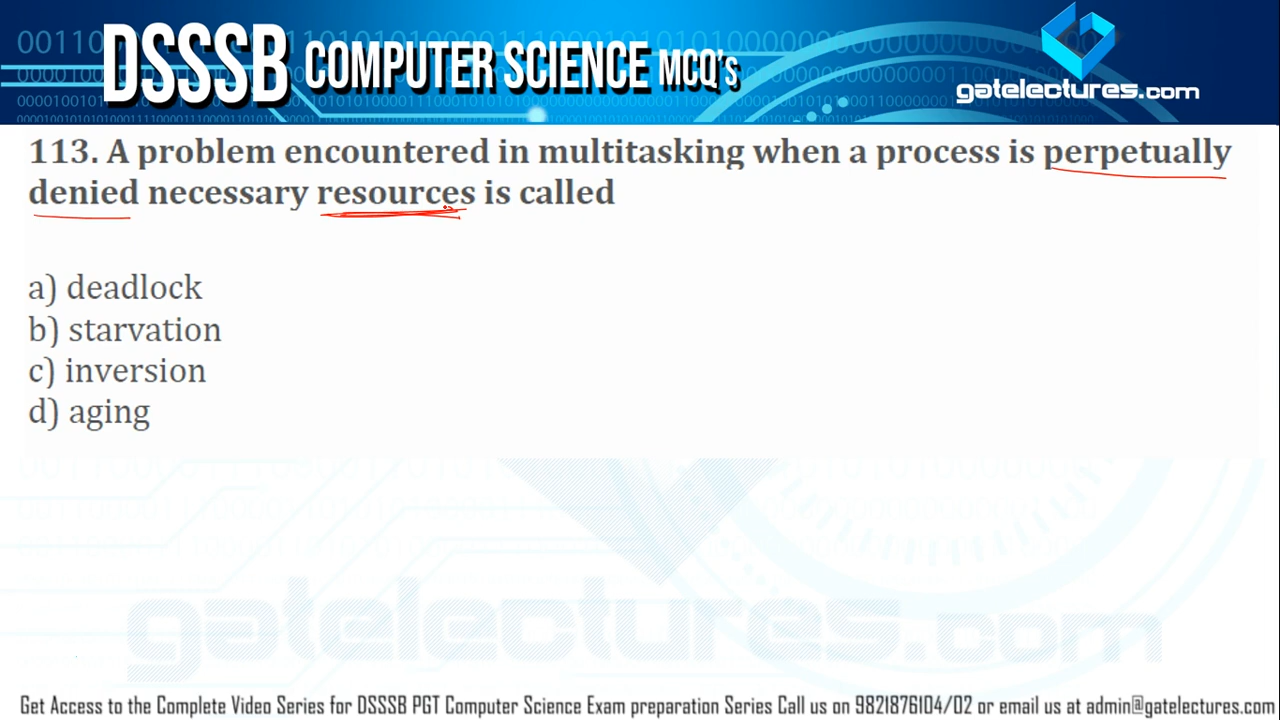 DSSSB COMPUTER SCIENCE MCQ's
gatelectures.com
113. A problem encountered in multitasking when a process is perpetually
denied necessary resources is called
a) deadlock
b) starvation
c) inversion
d) aging
gatelectures.com
Get Access to the Complete Video Series for DSSSB PGT Computer Science Exam preparation Series Call us on 9821876104/02 or email us at admin@gatelectures.com